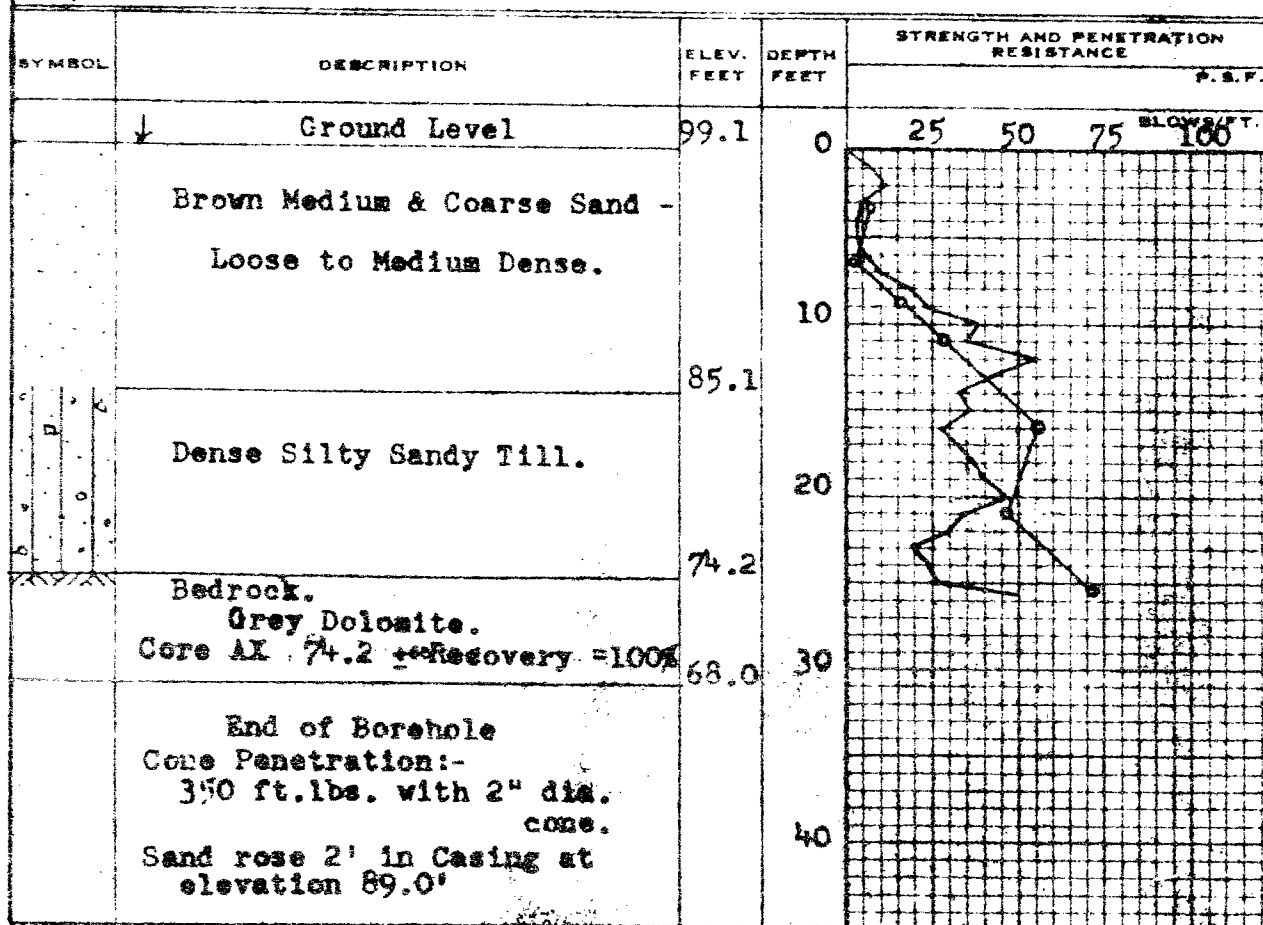 SYMBOL DESCRIPTION ELEV. FEET DEPTH FEET STRENGTH AND PENETRATION RESISTANCE
P.S.F.
BLOWS/FT.
Ground Level 99.1 0 25 50 75 100
Brown Medium & Coarse Sand -
Loose to Medium Dense.
10
85.1
Dense Silty Sandy Till.
20
74.2
Bedrock.
Grey Dolomite.
Core AX 74.2 Recovery =100%
68.0 30
End of Borehole
Cone Penetration:-
350 ft.lbs. with 2" dia.
cone.
40
Sand rose 2' in Casing at
elevation 89.0'